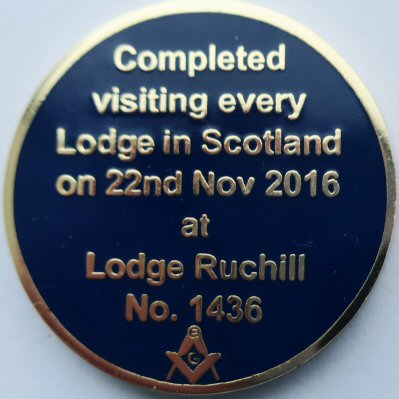 Completed
visiting every
Lodge in Scotland
on 22nd Nov 2016
at
Lodge Ruchill
No. 1436
G